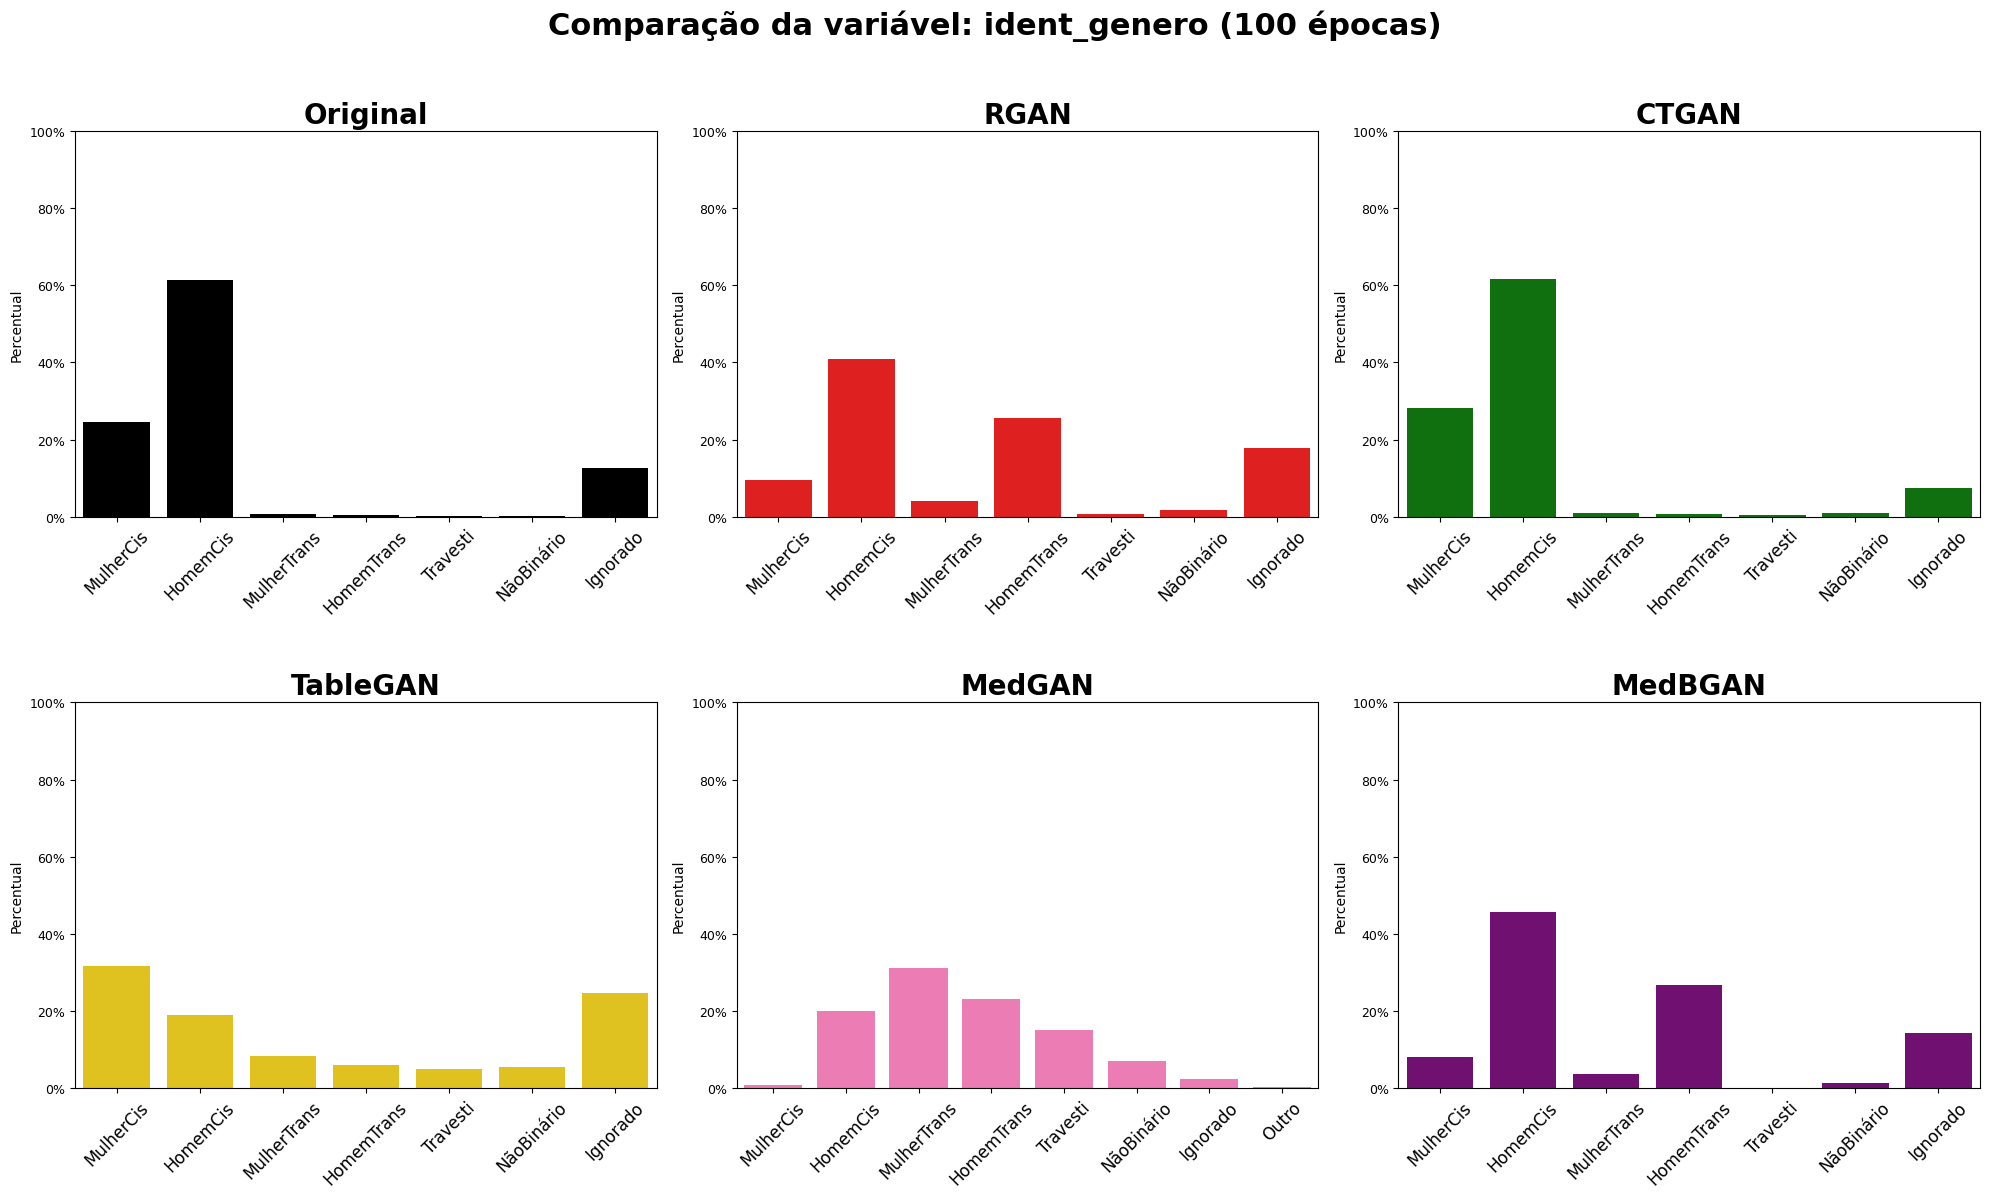 Comparação da variável: ident_genero (100 épocas)
Original
100%
80%
60%
40%
20%
0%
Percentual
MulherCis
HomemCis
MulherTrans
HomemTrans
Travesti
NãoBinário
Ignorado
RGAN
100%
80%
60%
40%
20%
0%
Percentual
MulherCis
HomemCis
MulherTrans
HomemTrans
Travesti
NãoBinário
Ignorado
CTGAN
100%
80%
60%
40%
20%
0%
Percentual
MulherCis
HomemCis
MulherTrans
HomemTrans
Travesti
NãoBinário
Ignorado
TableGAN
100%
80%
60%
40%
20%
0%
Percentual
MulherCis
HomemCis
MulherTrans
HomemTrans
Travesti
NãoBinário
Ignorado
MedGAN
100%
80%
60%
40%
20%
0%
Percentual
MulherCis
HomemCis
MulherTrans
HomemTrans
Travesti
NãoBinário
Ignorado
Outro
MedBGAN
100%
80%
60%
40%
20%
0%
Percentual
MulherCis
HomemCis
MulherTrans
HomemTrans
Travesti
NãoBinário
Ignorado